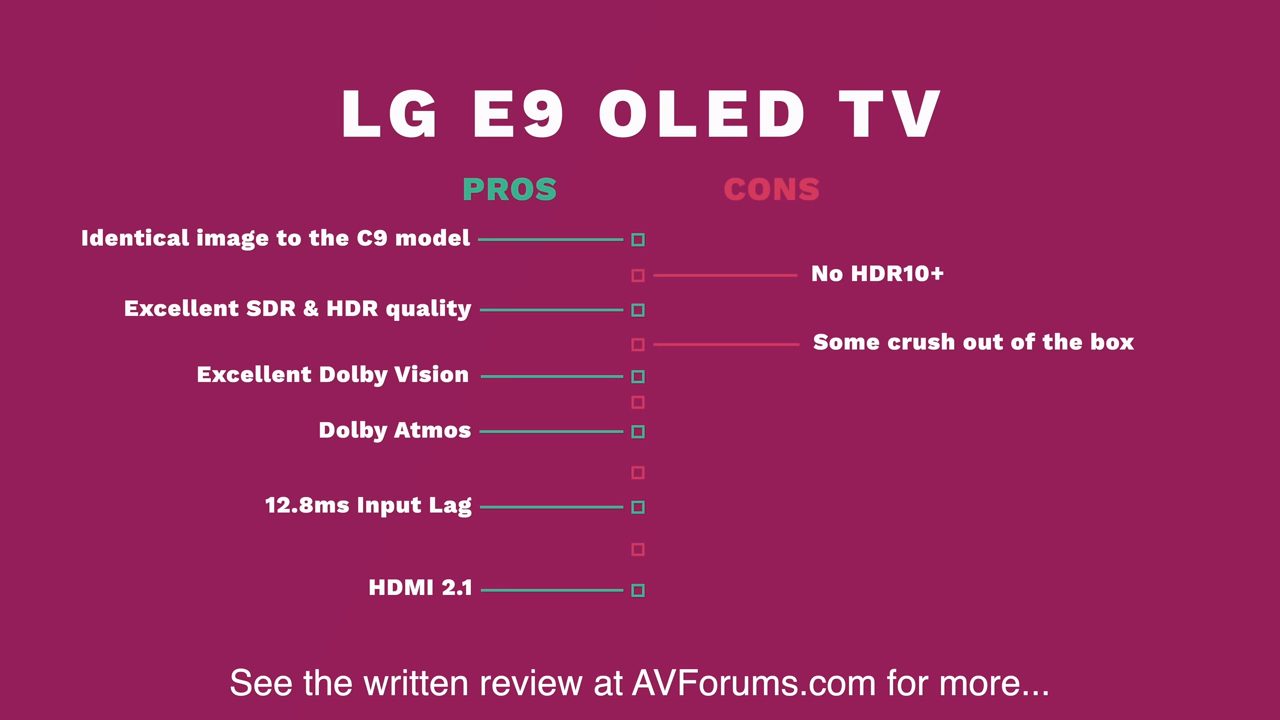 LG E9 OLED TV
PROS
CONS
Identical image to the C9 model
No HDR10+
Excellent SDR & HDR quality
Some crush out of the box
Excellent Dolby Vision
Dolby Atmos
12.8ms Input Lag
HDMI 2.1
See the written review at AVForums.com for more...